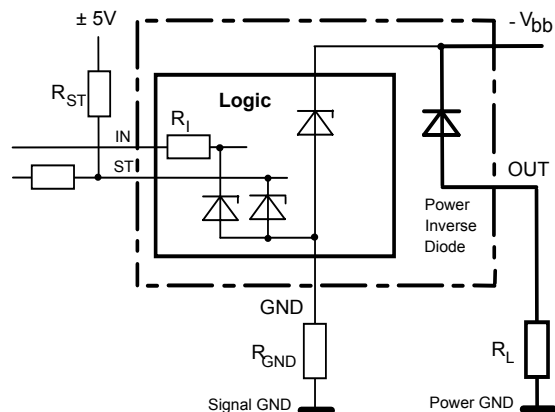 ± 5V
- Vbb
RST
Logic
IN
RI
ST
OUT
Power
Inverse
Diode
GND
RGND
RL
Signal GND
Power GND